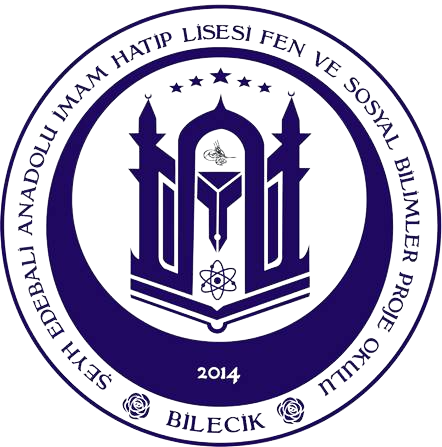 ŞEYH EDEBALİ ANADOLU İMAM HATİP LİSESİ FEN VE SOSYAL BİLİMLER PROJE OKULU
2014
BİLECİK